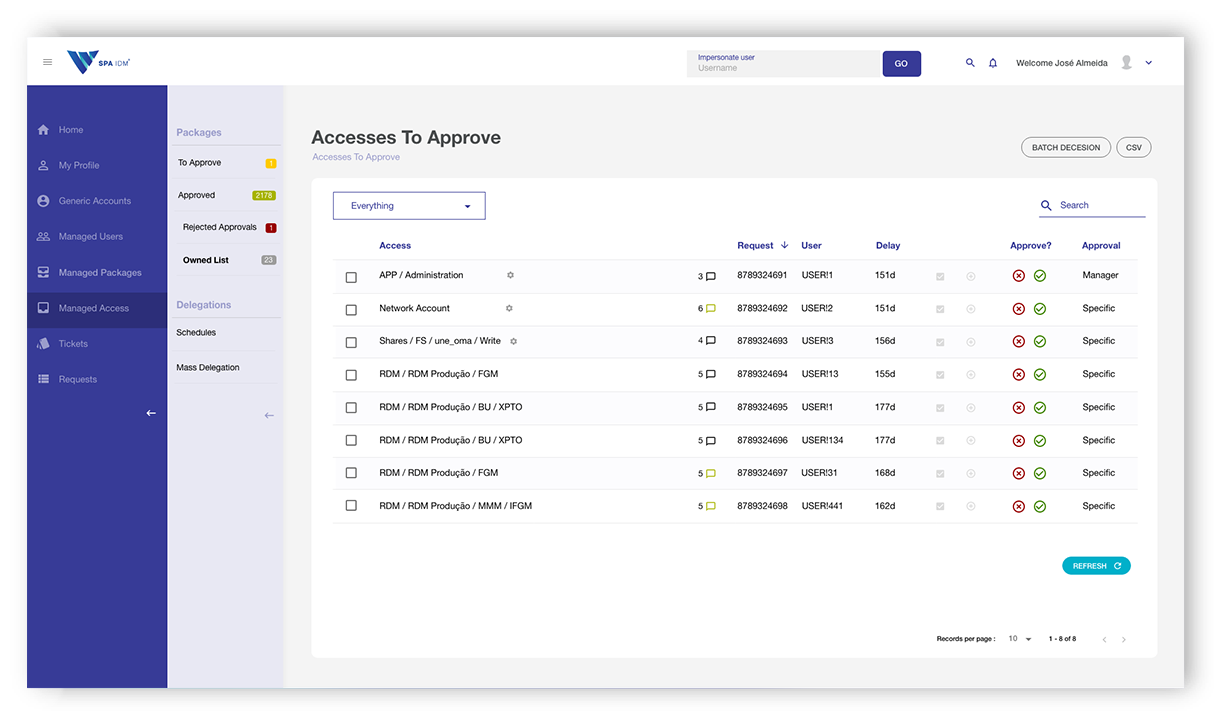 SPA IDM
Impersonate user
Username
GO
Welcome José Almeida
Home
My Profile
Generic Accounts
Managed Users
Managed Packages
Managed Access
Tickets
Requests
Packages
To Approve 1
Approved 2178
Rejected Approvals 1
Owned List 23
Delegations
Schedules
Mass Delegation
Accesses To Approve
Accesses To Approve
BATCH DECESION CSV
Everything
Search
Access Request User Delay Approve? Approval
APP / Administration 3 8789324691 USER!1 151d Manager
Network Account 6 8789324692 USER!2 151d Specific
Shares / FS / une_oma / Write 4 8789324693 USER!3 156d Specific
RDM / RDM Produção / FGM 5 8789324694 USER!13 155d Specific
RDM / RDM Produção / BU / XPTO 5 8789324695 USER!1 177d Specific
RDM / RDM Produção / BU / XPTO 5 8789324696 USER!134 177d Specific
RDM / RDM Produção / FGM 5 8789324697 USER!31 168d Specific
RDM / RDM Produção / MMM / IFGM 5 8789324698 USER!441 162d Specific
REFRESH
Records per page : 10 1 - 8 of 8